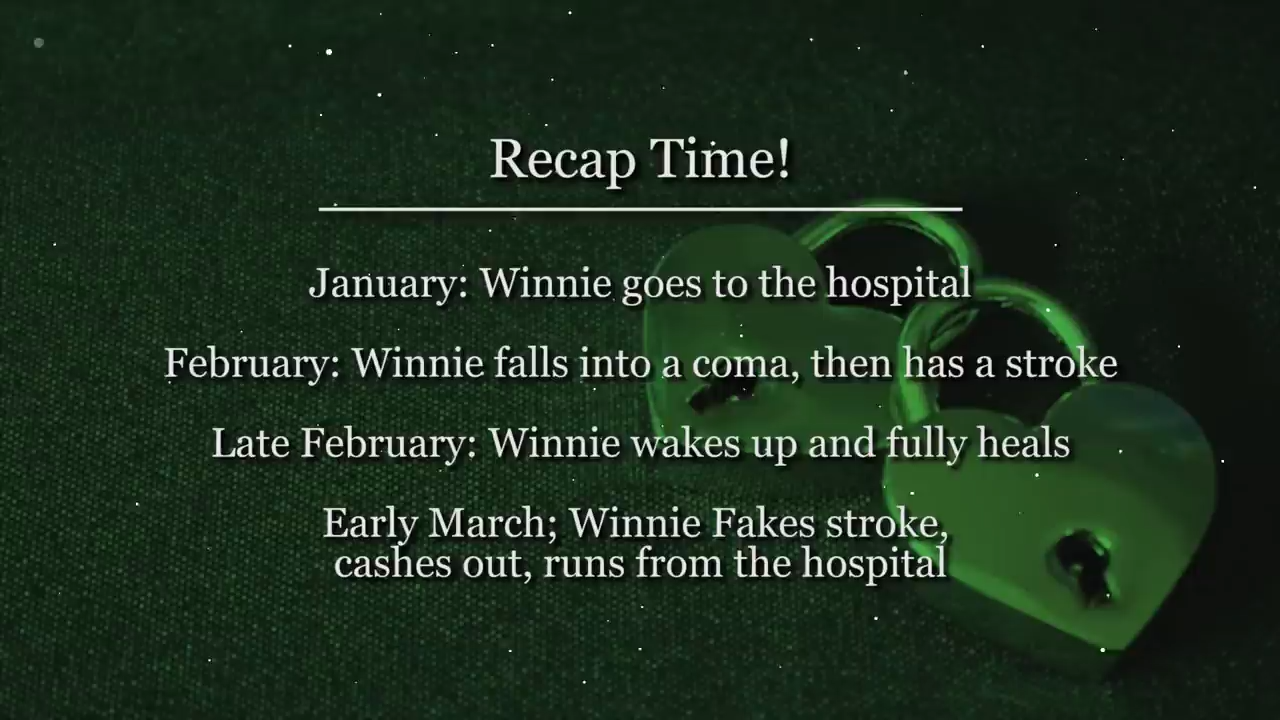 Recap Time!
January: Winnie goes to the hospital
February: Winnie falls into a coma, then has a stroke
Late February: Winnie wakes up and fully heals
Early March; Winnie Fakes stroke,
cashes out, runs from the hospital